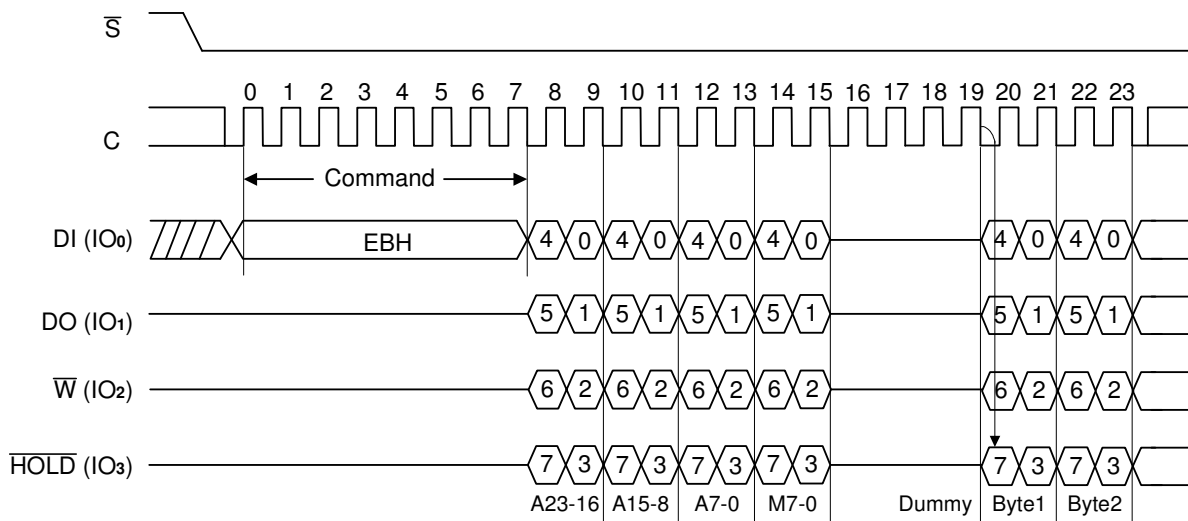 S
0 1 2 3 4 5 6 7 8 9 10 11 12 13 14 15 16 17 18 19 20 21 22 23
C
Command
DI (IO0) EBH 4 0 4 0 4 0 4 0 4 0 4 0
DO (IO1) 5 1 5 1 5 1 5 1 5 1 5 1
W (IO2) 6 2 6 2 6 2 6 2 6 2 6 2
HOLD (IO3) 7 3 7 3 7 3 7 3 7 3 7 3
A23-16 A15-8 A7-0 M7-0 Dummy Byte1 Byte2